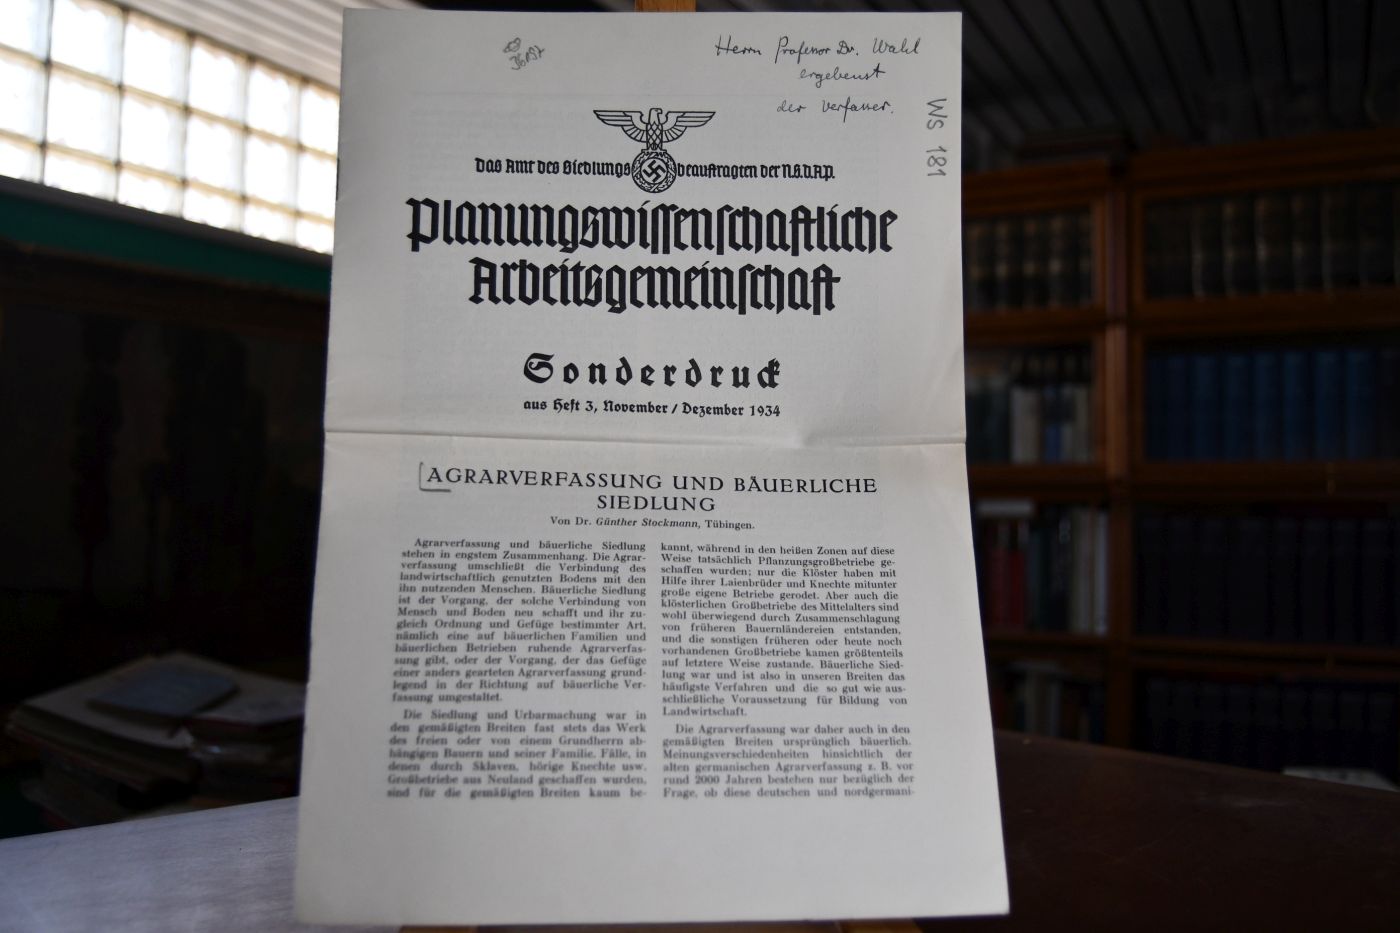 Herrn Professor Dr. Wahl
ergebenst
der Verfasser.
WS 181
Das Amt des Siedlungsbeauftragten der N.S.D.A.P.
Planungswissenschaftliche
Arbeitsgemeinschaft
Sonderdruck
aus Heft 3, November / Dezember 1934
AGRARVERFASSUNG UND BÄUERLICHE
SIEDLUNG
Von Dr. Günther Stockmann, Tübingen.
Agrarverfassung und bäuerliche Siedlung
stehen in engstem Zusammenhang. Die Agrar-
verfassung umschließt die Verbindung des
landwirtschaftlich genutzten Bodens mit den
ihn nutzenden Menschen. Bäuerliche Siedlung
ist der Vorgang, der solche Verbindung von
Mensch und Boden neu schafft und ihr zu-
gleich Ordnung und Gefüge bestimmter Art,
nämlich eine auf bäuerlichen Familien und
bäuerlichen Betrieben ruhende Agrarverfas-
sung gibt, oder der Vorgang, der das Gefüge
einer anders gearteten Agrarverfassung grund-
legend in der Richtung auf bäuerliche Ver-
fassung umgestaltet.
Die Siedlung und Urbarmachung war in
den gemäßigten Breiten fast stets das Werk
des freien oder von einem Grundherrn ab-
hängigen Bauern und seiner Familie. Fälle, in
denen durch Sklaven, hörige Knechte usw.
Großbetriebe aus Neuland geschaffen wurden,
sind für die gemäßigten Breiten kaum be-
kannt, während in den heißen Zonen auf diese
Weise tatsächlich Pflanzungsgroßbetriebe ge-
schaffen wurden; nur die Klöster haben mit
Hilfe ihrer Laienbrüder und Knechte mitunter
große eigene Betriebe gerodet. Aber auch die
klösterlichen Großbetriebe des Mittelalters sind
wohl überwiegend durch Zusammenschlagung
von früheren Bauernländereien entstanden,
und die sonstigen früheren oder heute noch
vorhandenen Großbetriebe kamen größtenteils
auf letztere Weise zustande. Bäuerliche Sied-
lung war und ist also in unseren Breiten das
häufigste Verfahren und die so gut wie aus-
schließliche Voraussetzung für Bildung von
Landwirtschaft.
Die Agrarverfassung war daher auch in den
gemäßigten Breiten ursprünglich bäuerlich.
Meinungsverschiedenheiten hinsichtlich der
alten germanischen Agrarverfassung z. B. vor
rund 2000 Jahren bestehen nur bezüglich der
Frage, ob diese deutschen und nordgermani-